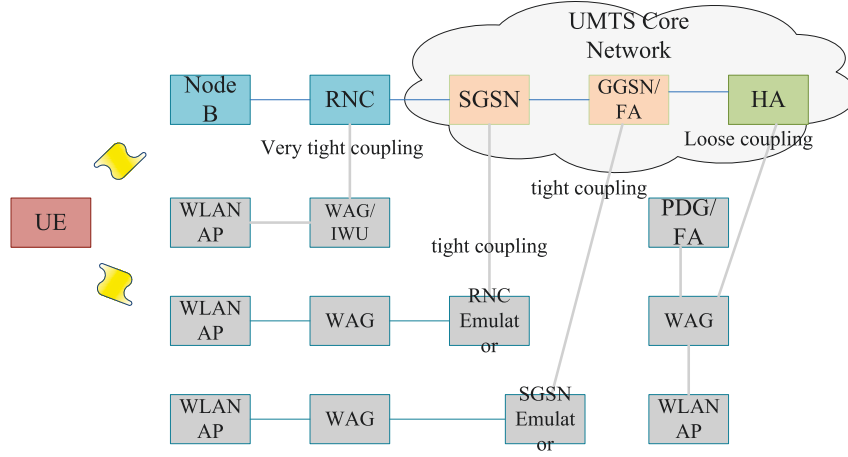 UMTS Core
Network
Node
B
RNC
SGSN
GGSN/
FA
HA
Very tight coupling
Loose coupling
tight coupling
UE
WLAN
AP
WAG/
IWU
PDG/
FA
tight coupling
WLAN
AP
WAG
RNC
Emulat
or
WAG
WLAN
AP
WAG
SGSN
Emulat
or
WLAN
AP